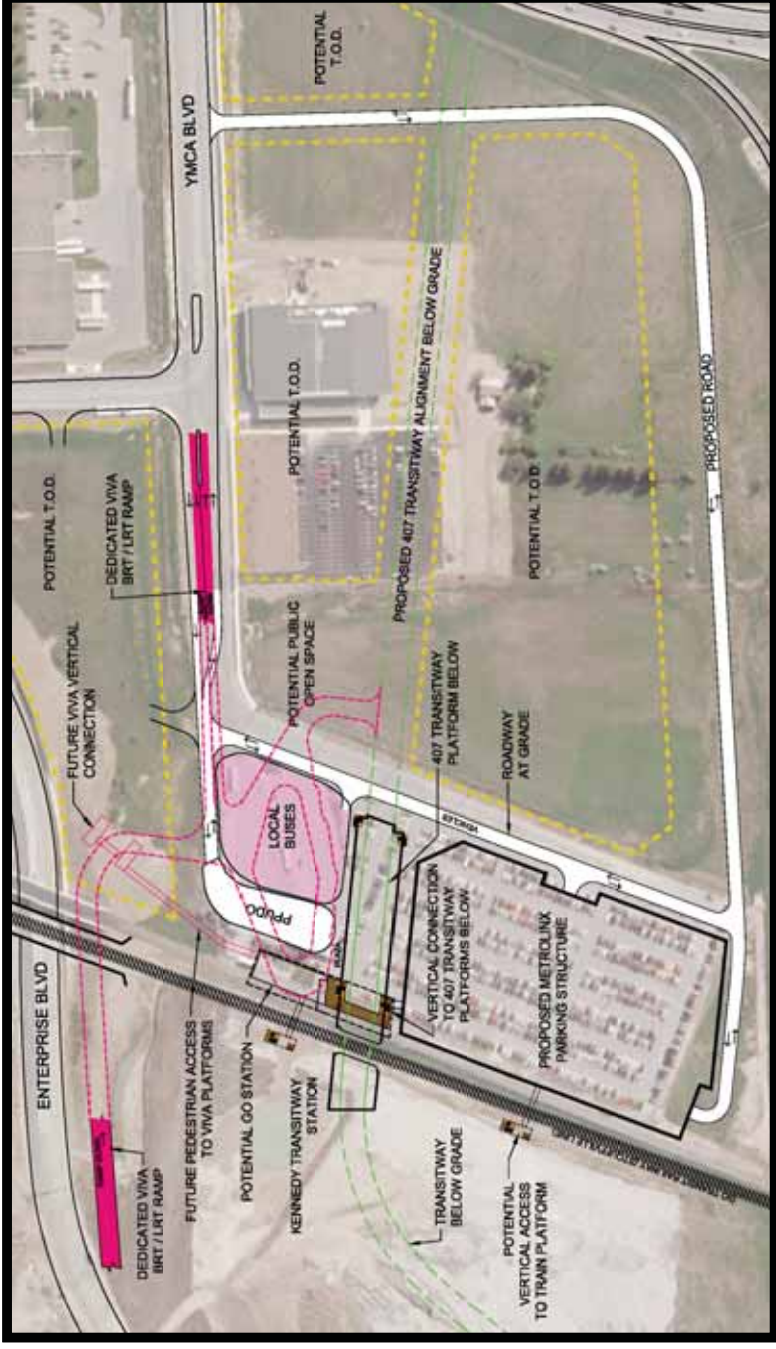 ENTERPRISE BLVD
DEDICATED VIVA
BRT / LRT RAMP
FUTURE PEDESTRIAN ACCESS
TO VIVA PLATFORMS
POTENTIAL GO STATION
KENNEDY TRANSITWAY
STATION
TRANSITWAY
BELOW GRADE
POTENTIAL
VERTICAL ACCESS
TO TRAIN PLATFORM
FUTURE VIVA VERTICAL
CONNECTION
PPUDO
LOCAL
BUSES
PLAZA
VERTICAL CONNECTION
TO 407 TRANSITWAY
PLATFORMS BELOW
PROPOSED METROLINX
PARKING STRUCTURE
POTENTIAL T.O.D.
DEDICATED VIVA
BRT / LRT RAMP
POTENTIAL PUBLIC
OPEN SPACE
407 TRANSITWAY
PLATFORM BELOW
VEHICLES
ROADWAY
AT GRADE
YMCA BLVD
POTENTIAL T.O.D.
PROPOSED 407 TRANSITWAY ALIGNMENT BELOW GRADE
POTENTIAL T.O.D
PROPOSED ROAD
POTENTIAL
T.O.D.